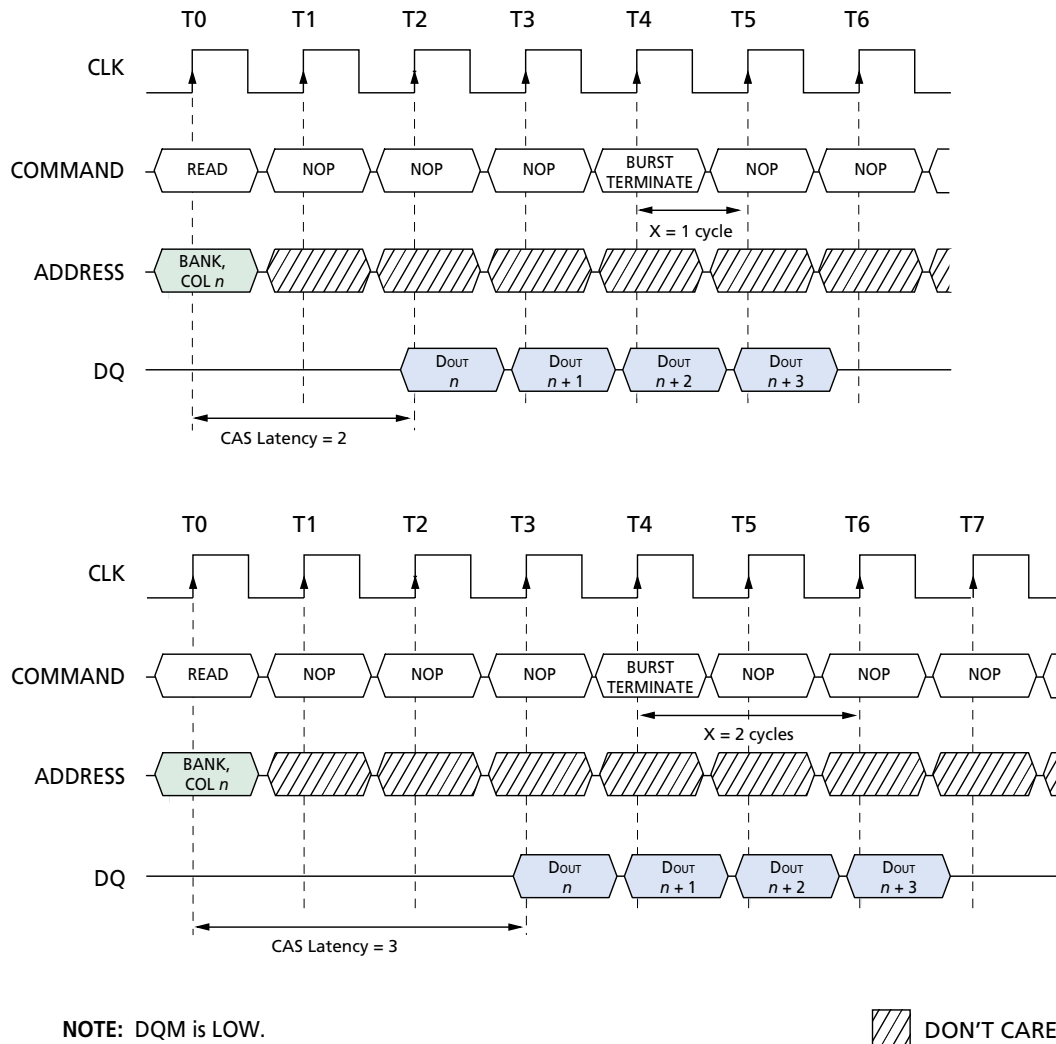 T0 T1 T2 T3 T4 T5 T6
CLK
COMMAND READ NOP NOP NOP BURST TERMINATE NOP NOP
X = 1 cycle
ADDRESS BANK, COL n
DQ DOUT n DOUT n + 1 DOUT n + 2 DOUT n + 3
CAS Latency = 2
T0 T1 T2 T3 T4 T5 T6 T7
CLK
COMMAND READ NOP NOP NOP BURST TERMINATE NOP NOP NOP
X = 2 cycles
ADDRESS BANK, COL n
DQ DOUT n DOUT n + 1 DOUT n + 2 DOUT n + 3
CAS Latency = 3
NOTE: DQM is LOW.
DON'T CARE